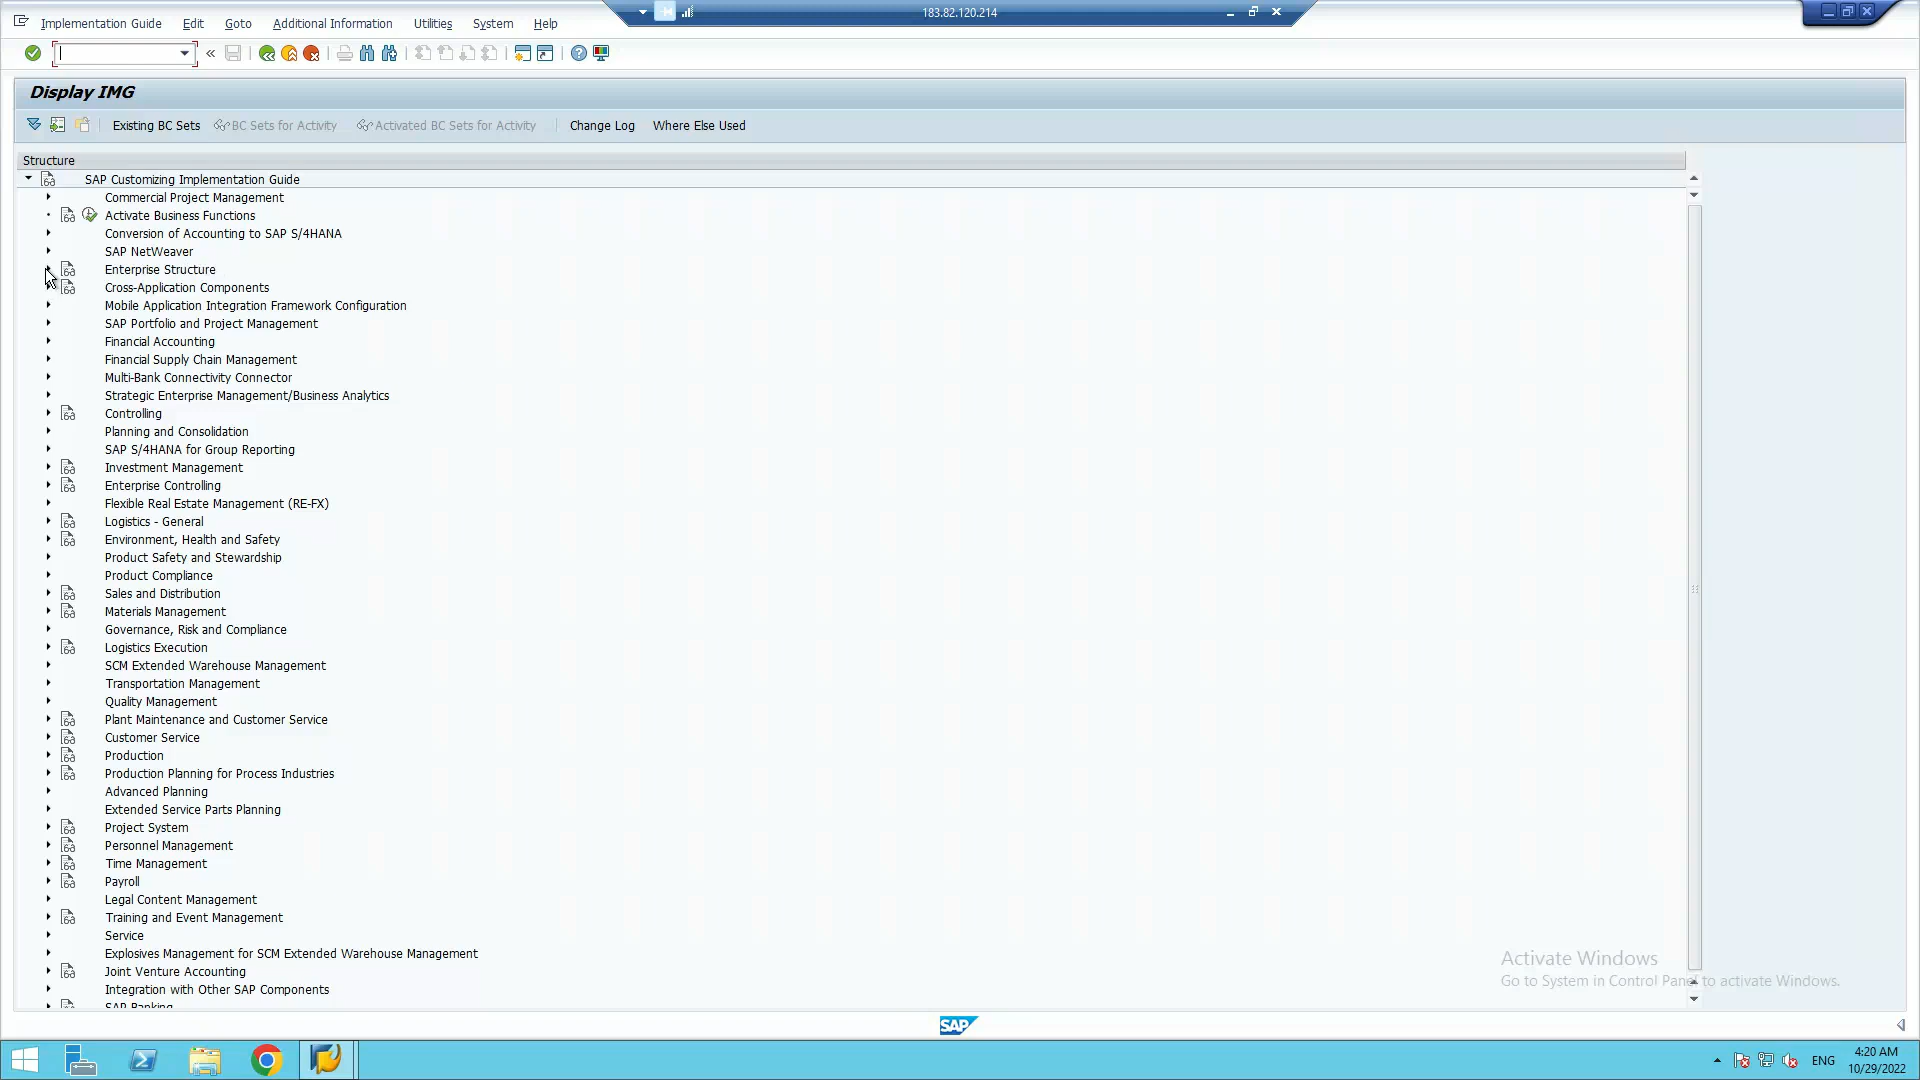 183.82.120.214
Implementation Guide Edit Goto Additional Information Utilities System Help
Display IMG
Existing BC Sets BC Sets for Activity Activated BC Sets for Activity Change Log Where Else Used
Structure
SAP Customizing Implementation Guide
Commercial Project Management
Activate Business Functions
Conversion of Accounting to SAP S/4HANA
SAP NetWeaver
Enterprise Structure
Cross-Application Components
Mobile Application Integration Framework Configuration
SAP Portfolio and Project Management
Financial Accounting
Financial Supply Chain Management
Multi-Bank Connectivity Connector
Strategic Enterprise Management/Business Analytics
Controlling
Planning and Consolidation
SAP S/4HANA for Group Reporting
Investment Management
Enterprise Controlling
Flexible Real Estate Management (RE-FX)
Logistics - General
Environment, Health and Safety
Product Safety and Stewardship
Product Compliance
Sales and Distribution
Materials Management
Governance, Risk and Compliance
Logistics Execution
SCM Extended Warehouse Management
Transportation Management
Quality Management
Plant Maintenance and Customer Service
Customer Service
Production
Production Planning for Process Industries
Advanced Planning
Extended Service Parts Planning
Project System
Personnel Management
Time Management
Payroll
Legal Content Management
Training and Event Management
Service
Explosives Management for SCM Extended Warehouse Management
Joint Venture Accounting
Integration with Other SAP Components
SAP Banking
Activate Windows
Go to System in Control Panel to activate Windows.
SAP
ENG
4:20 AM
10/29/2022